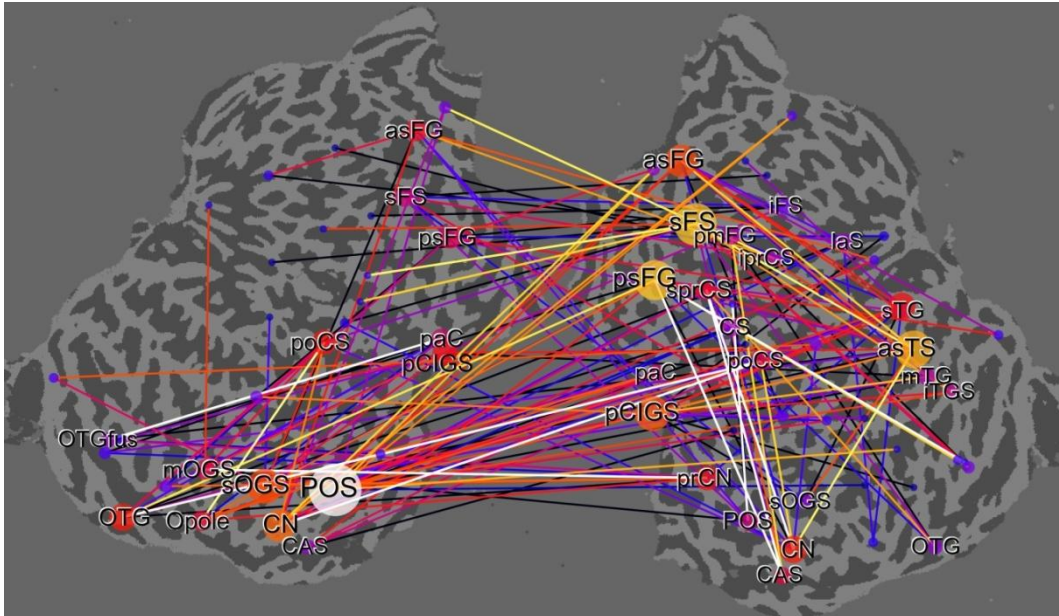 asFG
sFS
psFG
poCS
paC
pCIGS
OTGfus
mOGS
sOGS
POS
OTG
Opole
CN
CAS
asFG
iFS
sFS
pmFG
laS
iprCS
psFG
sprCS
sTG
CS
asTS
poCS
paC
mTG
iTGS
pCIGS
prCN
sOGS
POS
CN
OTG
CAS